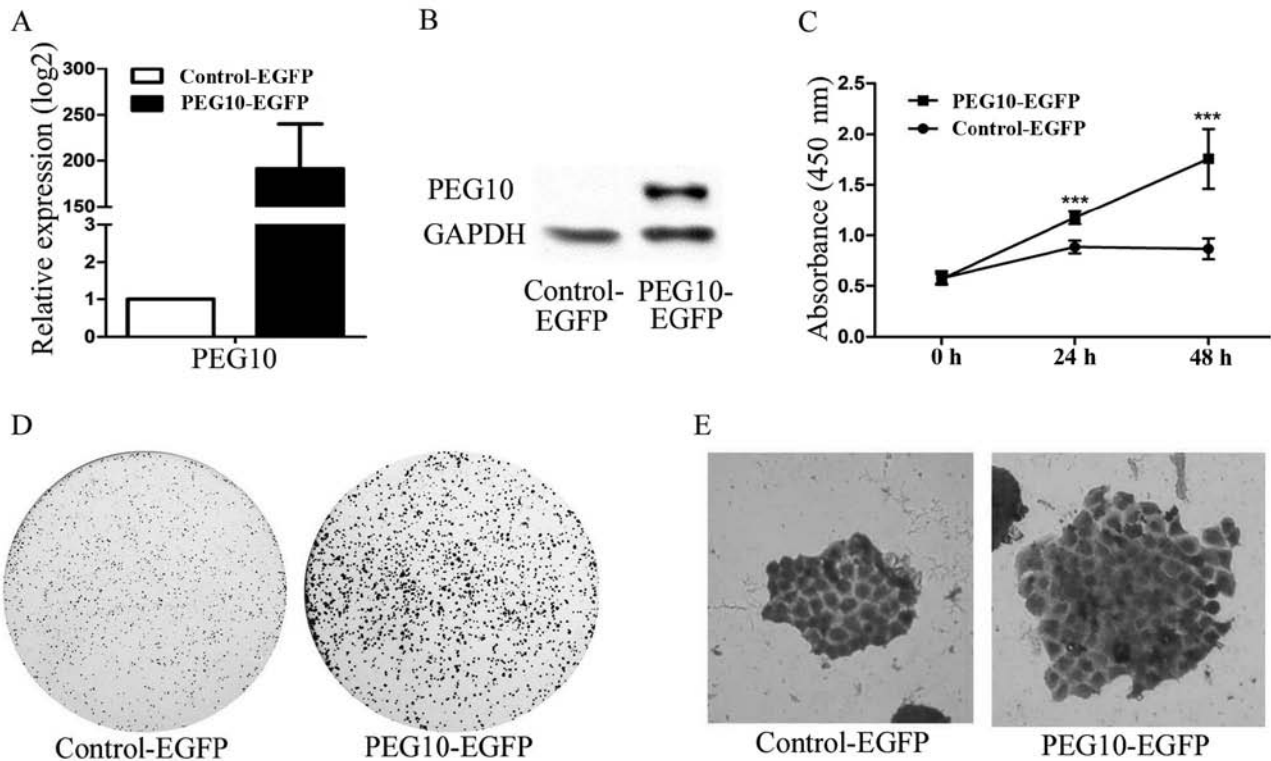 A
Relative expression (log2)
300
250
200
150
3
2
1
0
Control-EGFP
PEG10-EGFP
PEG10
B
PEG10
GAPDH
Control-
EGFP
PEG10-
EGFP
C
Absorbance (450 nm)
2.5
2.0
1.5
1.0
0.5
0.0
PEG10-EGFP
Control-EGFP
***
***
0 h
24 h
48 h
D
Control-EGFP
PEG10-EGFP
E
Control-EGFP
PEG10-EGFP